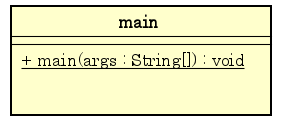 main
+ main(args : String[]) : void